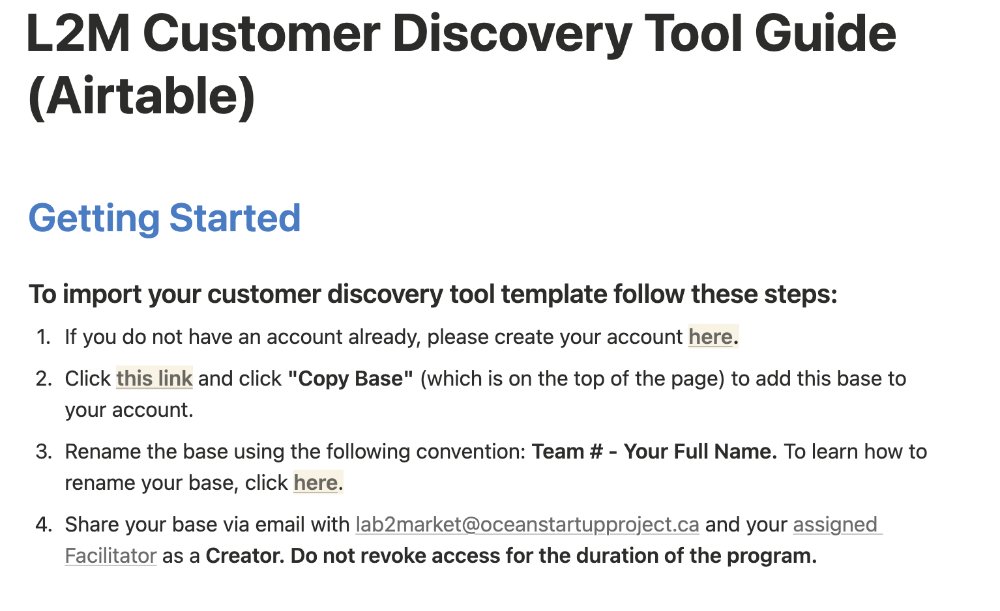 L2M Customer Discovery Tool Guide
(Airtable)
Getting Started
To import your customer discovery tool template follow these steps:
1. If you do not have an account already, please create your account here.
2. Click this link and click "Copy Base" (which is on the top of the page) to add this base to
your account.
3. Rename the base using the following convention: Team # - Your Full Name. To learn how to
rename your base, click here.
4. Share your base via email with lab2market@oceanstartupproject.ca and your assigned
Facilitator as a Creator. Do not revoke access for the duration of the program.